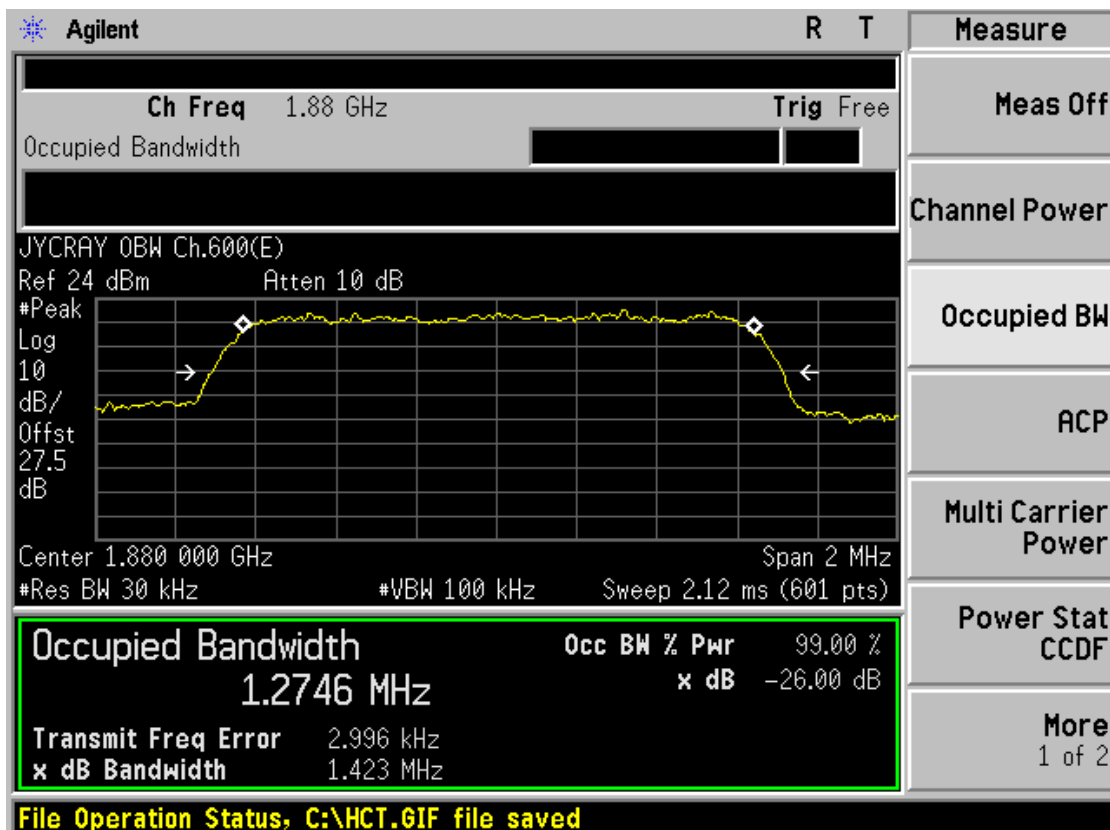 Agilent R T
Ch Freq 1.88 GHz Trig Free
Occupied Bandwidth
JYCRAY OBW Ch.600(E)
Ref 24 dBm Atten 10 dB
#Peak
Log
10
dB/
Offst
27.5
dB
Center 1.880 000 GHz Span 2 MHz
#Res BW 30 kHz #VBW 100 kHz Sweep 2.12 ms (601 pts)
Occupied Bandwidth
1.2746 MHz
Occ BW % Pwr 99.00 %
x dB -26.00 dB
Transmit Freq Error 2.996 kHz
x dB Bandwidth 1.423 MHz
File Operation Status, C:\HCT.GIF file saved
Measure
Meas Off
Channel Power
Occupied BW
ACP
Multi Carrier
Power
Power Stat
CCDF
More
1 of 2